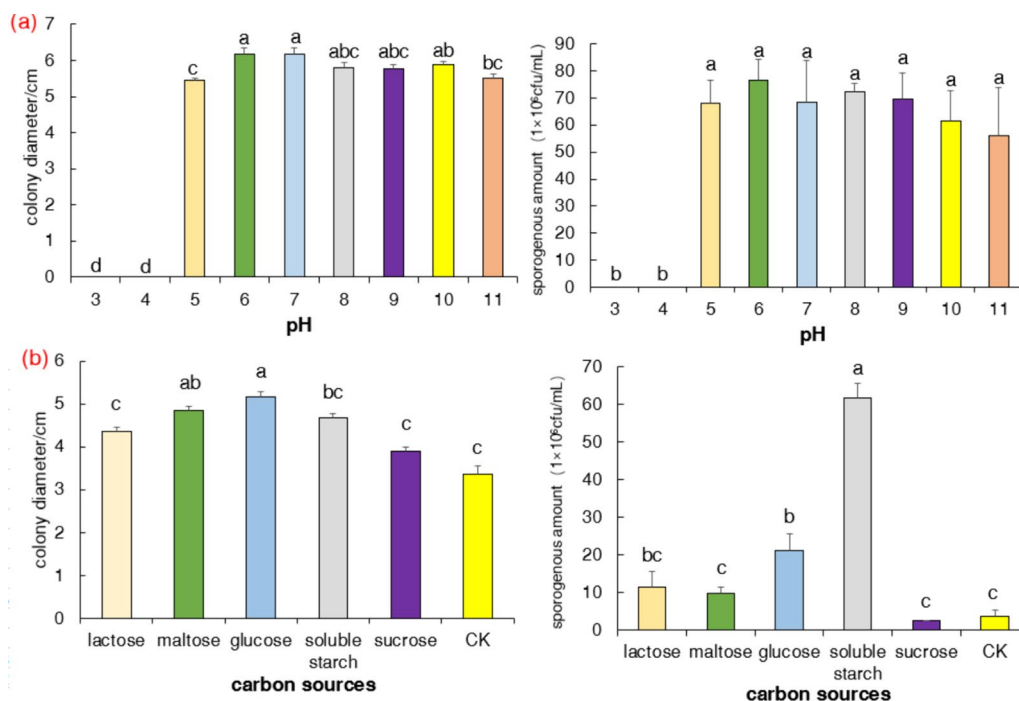 (a)
colony diameter/cm
7
6
5
4
3
2
1
0
d
d
c
a
a
abc
abc
ab
bc
3 4 5 6 7 8 9 10 11
pH
sporogenous amount (1×10⁶cfu/mL)
90
80
70
60
50
40
30
20
10
0
b
b
a
a
a
a
a
a
a
3 4 5 6 7 8 9 10 11
pH
(b)
colony diameter/cm
6
5
4
3
2
1
0
c
ab
a
bc
c
c
lactose maltose glucose soluble sucrose CK
starch
carbon sources
sporogenous amount (1×10⁶cfu/mL)
70
60
50
40
30
20
10
0
bc
c
b
a
c
c
lactose maltose glucose soluble sucrose CK
starch
carbon sources